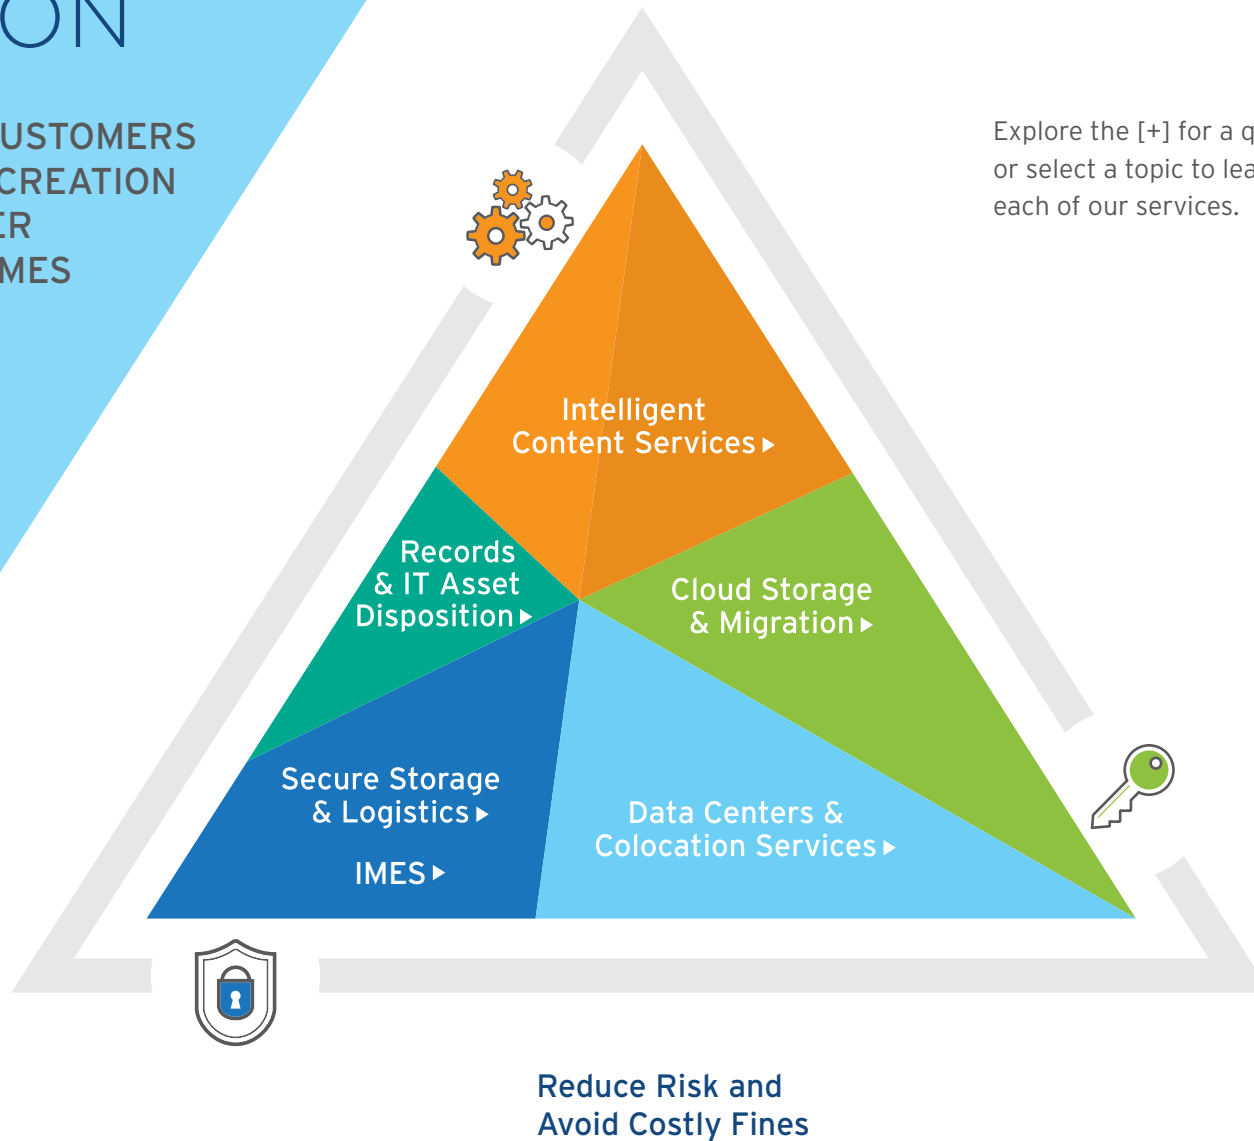 ON
USTOMERS
CREATION
ER
MES
Explore the [+] for a q
or select a topic to lea
each of our services.
Intelligent
Content Services
Records
& IT Asset
Disposition
Cloud Storage
& Migration
Secure Storage
& Logistics
IMES
Data Centers &
Colocation Services
Reduce Risk and
Avoid Costly Fines